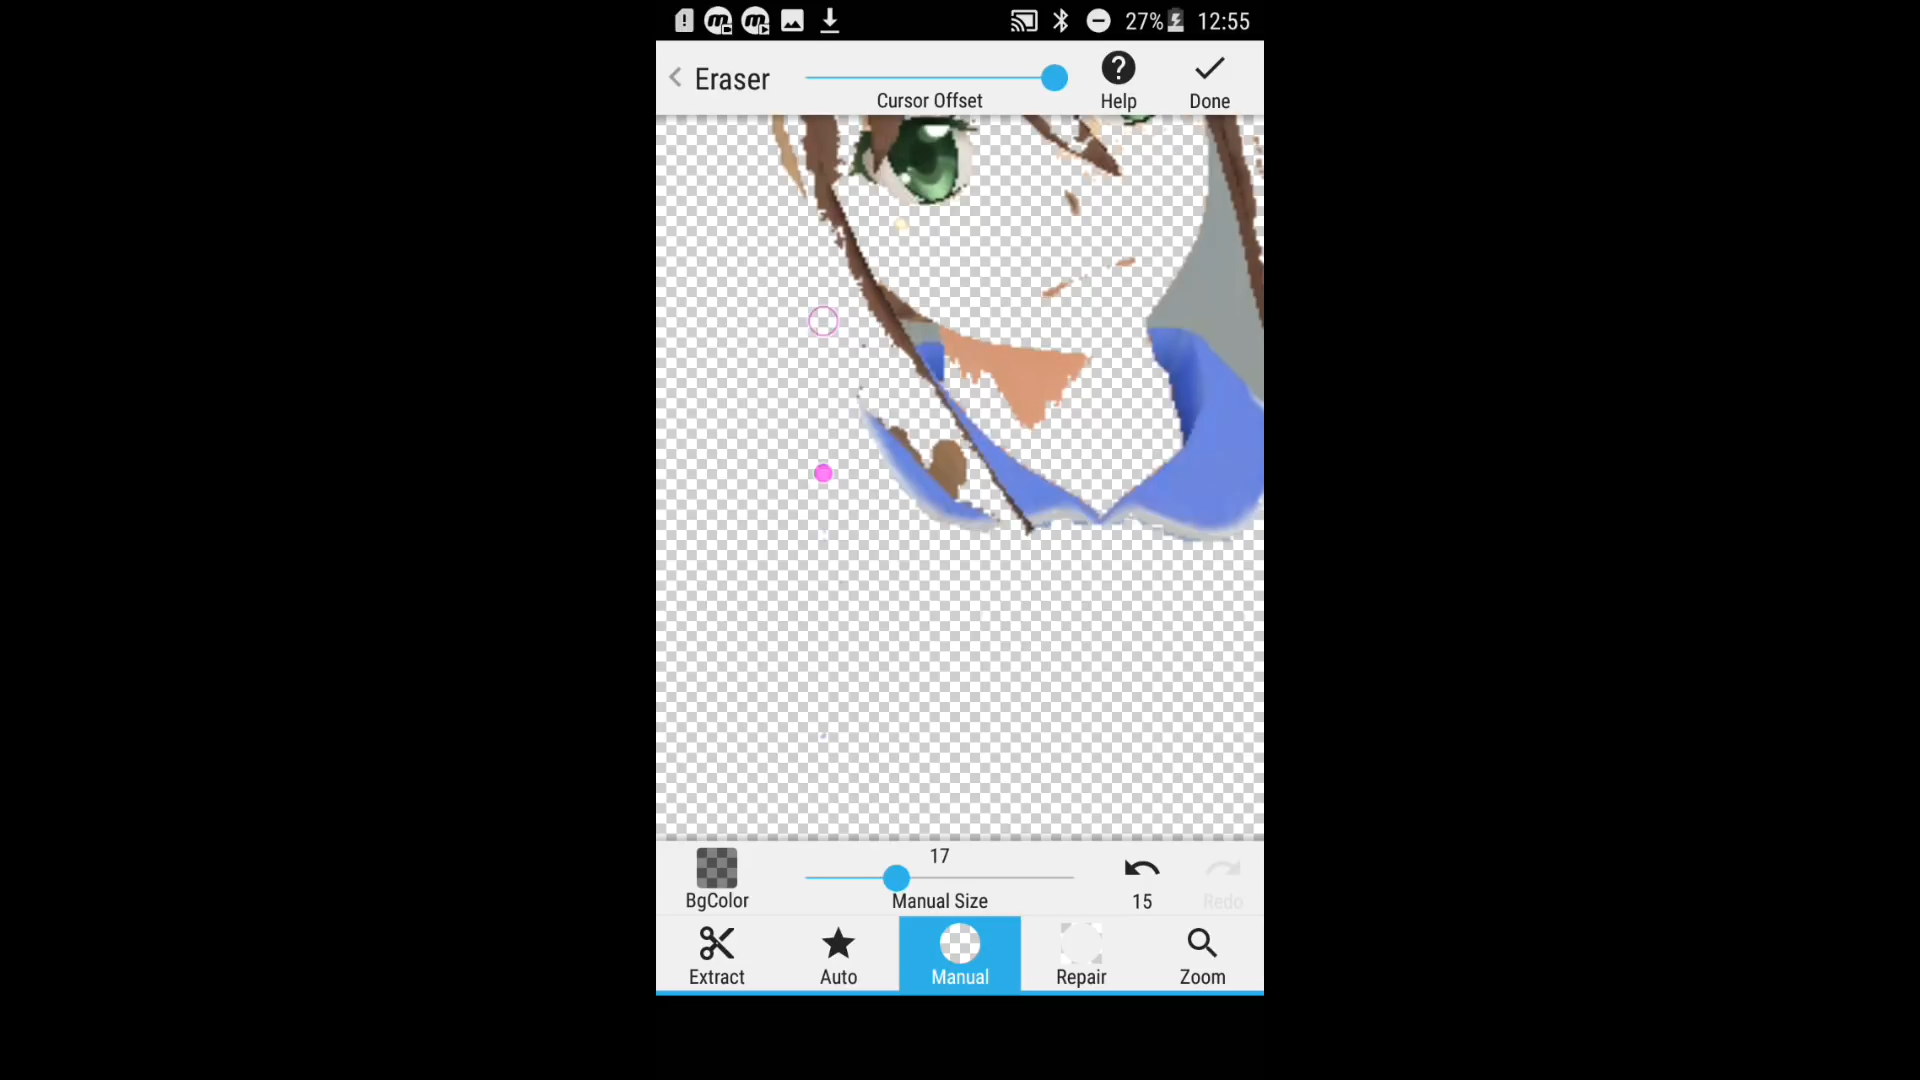 27% 12:55
Eraser
Cursor Offset
Help
Done
17
BgColor
Manual Size
15
Redo
Extract
Auto
Manual
Repair
Zoom